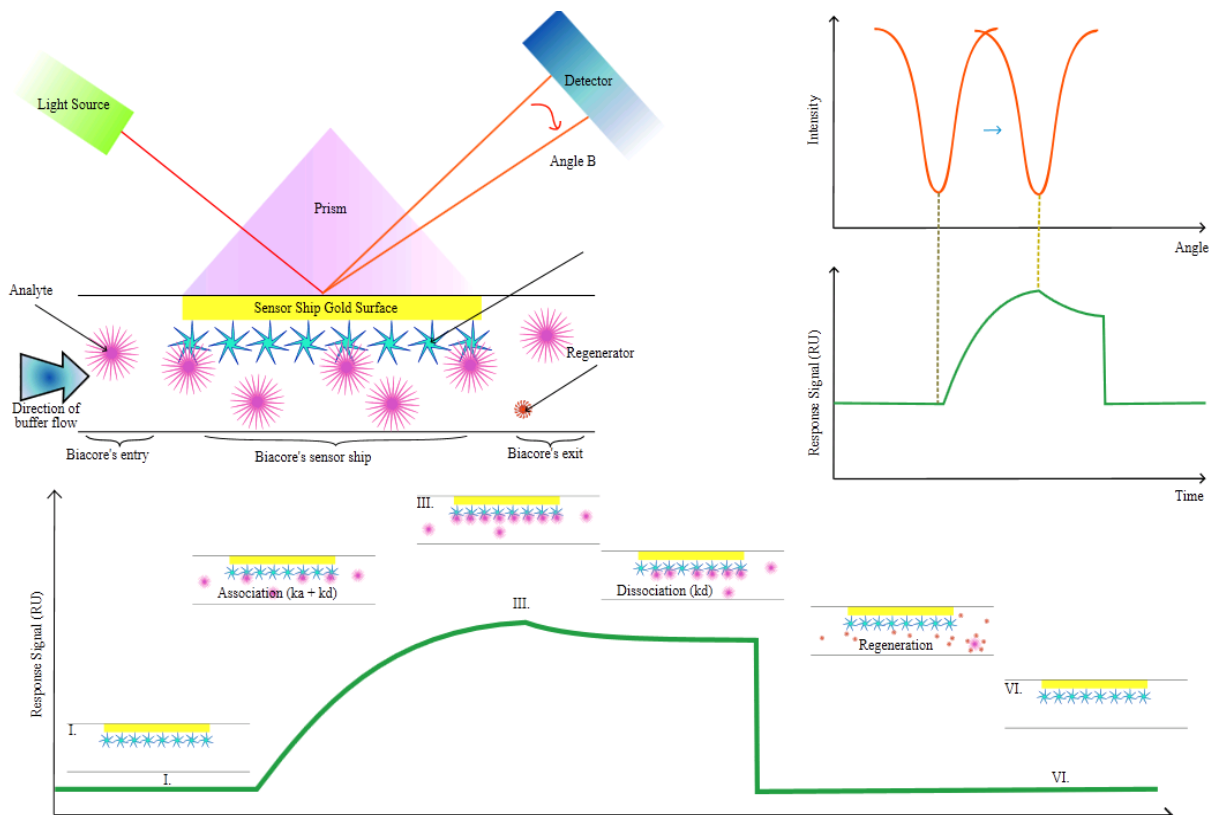 Light Source
Detector
Angle B
Prism
Analyte
Sensor Ship Gold Surface
Regenerator
Direction of
buffer flow
Biacore's entry
Biacore's sensor ship
Biacore's exit
Intensity
Angle
Response Signal (RU)
Time
Response Signal (RU)
I.
I.
Association (ka + kd)
III.
III.
Dissociation (kd)
Regeneration
VI.
VI.